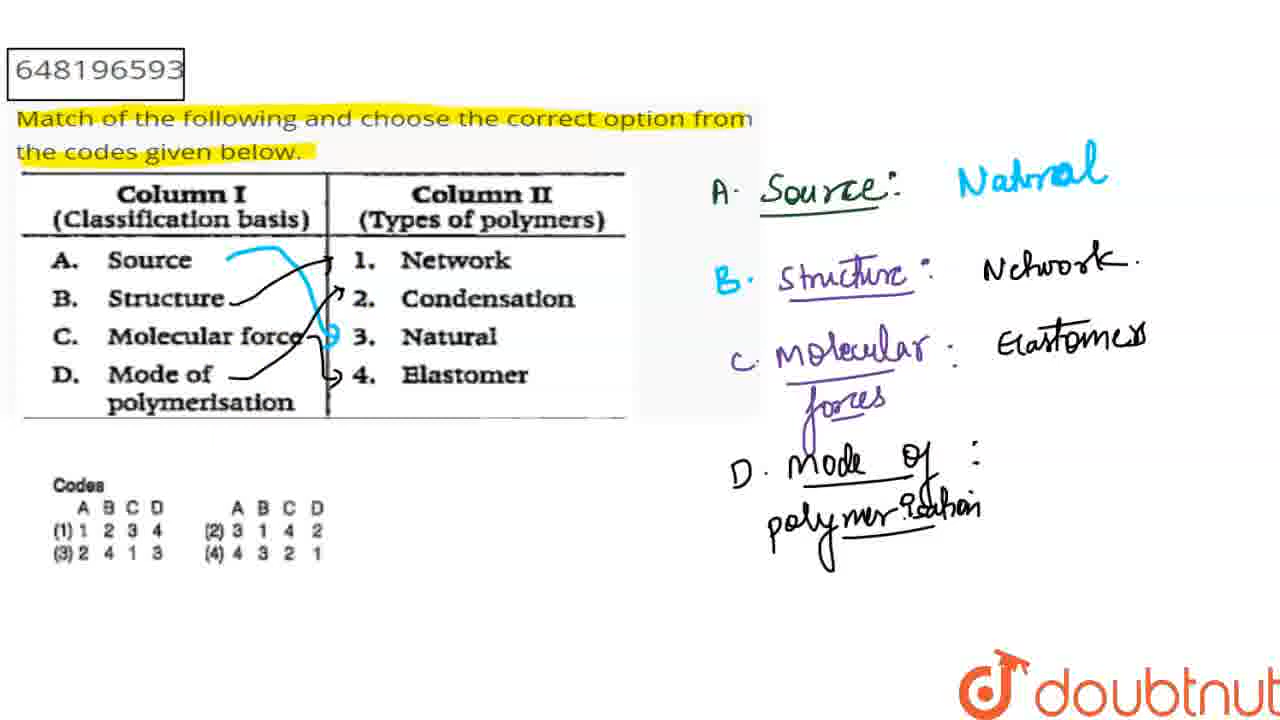 648196593
Match of the following and choose the correct option from
the codes given below.
Column I Column II
(Classification basis) (Types of polymers)
A. Source 1. Network
B. Structure 2. Condensation
C. Molecular force 3. Natural
D. Mode of 4. Elastomer
polymerisation
Codes
A B C D A B C D
(1) 1 2 3 4 (2) 3 1 4 2
(3) 2 4 1 3 (4) 4 3 2 1
A. Source: Natural
B. Structure: Network.
C. Molecular: Elastomers
forces
D. Mode of :
polymerisation
doubtnut